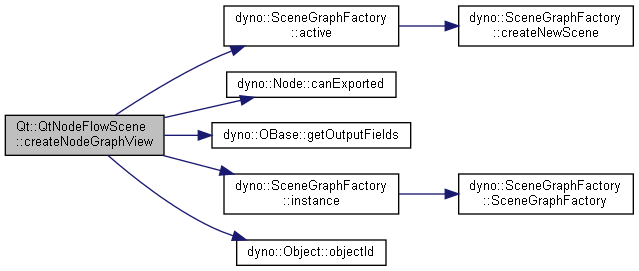 Qt::QtNodeFlowScene
::createNodeGraphView
dyno::SceneGraphFactory
::active
dyno::SceneGraphFactory
::createNewScene
dyno::Node::canExported
dyno::OBase::getOutputFields
dyno::SceneGraphFactory
::instance
dyno::SceneGraphFactory
::SceneGraphFactory
dyno::Object::objectId